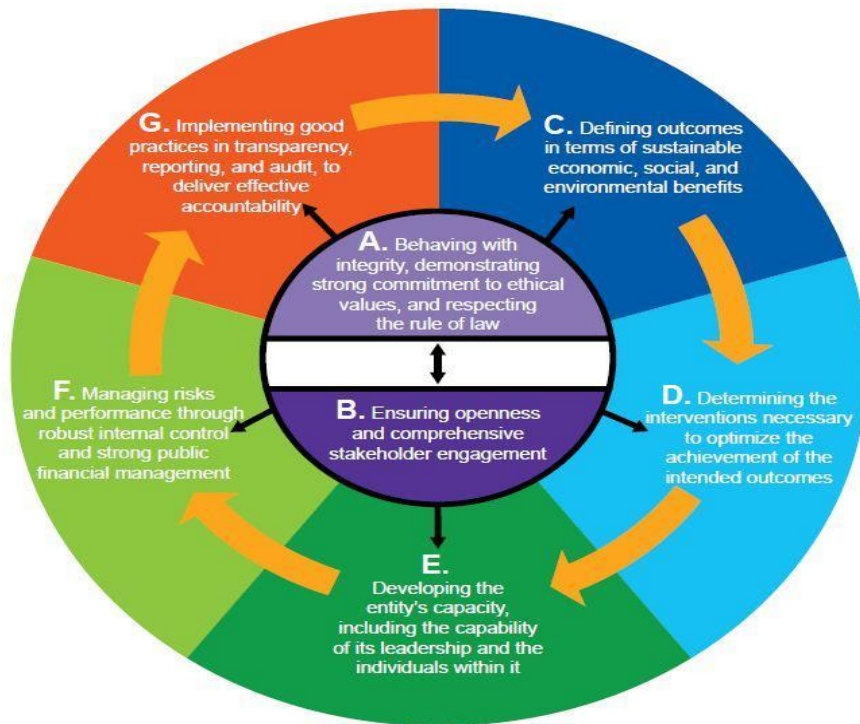 G. Implementing good
practices in transparency,
reporting, and audit, to
deliver effective
accountability
C. Defining outcomes
in terms of sustainable
economic, social, and
environmental benefits
A. Behaving with
integrity, demonstrating
strong commitment to ethical
values, and respecting
the rule of law
F. Managing risks
and performance through
robust internal control
and strong public
financial management
B. Ensuring openness
and comprehensive
stakeholder engagement
D. Determining the
interventions necessary
to optimize the
achievement of the
intended outcomes
E.
Developing the
entity's capacity,
including the capability
of its leadership and the
individuals within it